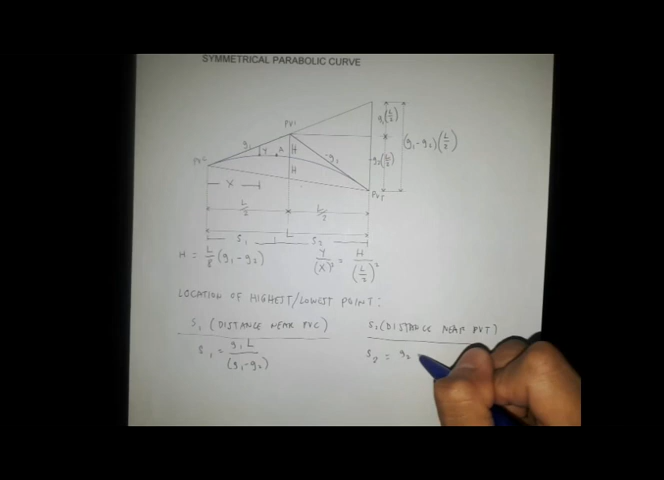 SYMMETRICAL PARABOLIC CURVE
PVI
g₁(L/2)
g₁ Y A H
(g₁-g₂)(L/2)
-g₂
-g₂(L/2)
PVC
H
X
PVT
L/2 L/2
L
S₁ S₂
H = L/8 (g₁-g₂) Y/(X)² = H/(L/2)²
LOCATION OF HIGHEST/LOWEST POINT:
S₁ (DISTANCE NEAR PVC) S₂(DISTANCE NEAR PVT)
S₁ = g₁L/(g₁-g₂) S₂ = g₂